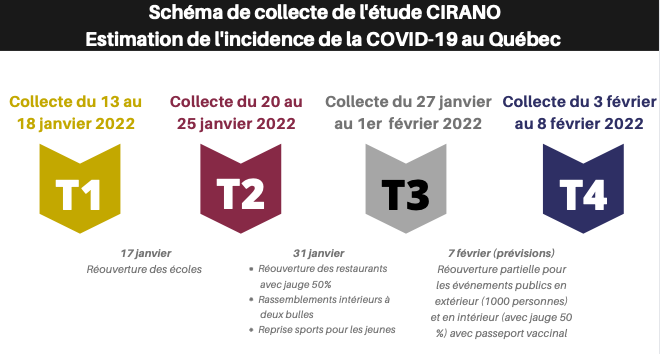 Schéma de collecte de l'étude CIRANO
Estimation de l'incidence de la COVID-19 au Québec
Collecte du 13 au
18 janvier 2022
Collecte du 20 au
25 janvier 2022
Collecte du 27 janvier
au 1er février 2022
Collecte du 3 février
au 8 février 2022
T1
T2
T3
T4
17 janvier
Réouverture des écoles
31 janvier
• Réouverture des restaurants
avec jauge 50%
• Rassemblements intérieurs à
deux bulles
• Reprise sports pour les jeunes
7 février (prévisions)
Réouverture partielle pour
les événements publics en
extérieur (1000 personnes)
et en intérieur (avec jauge 50
%) avec passeport vaccinal